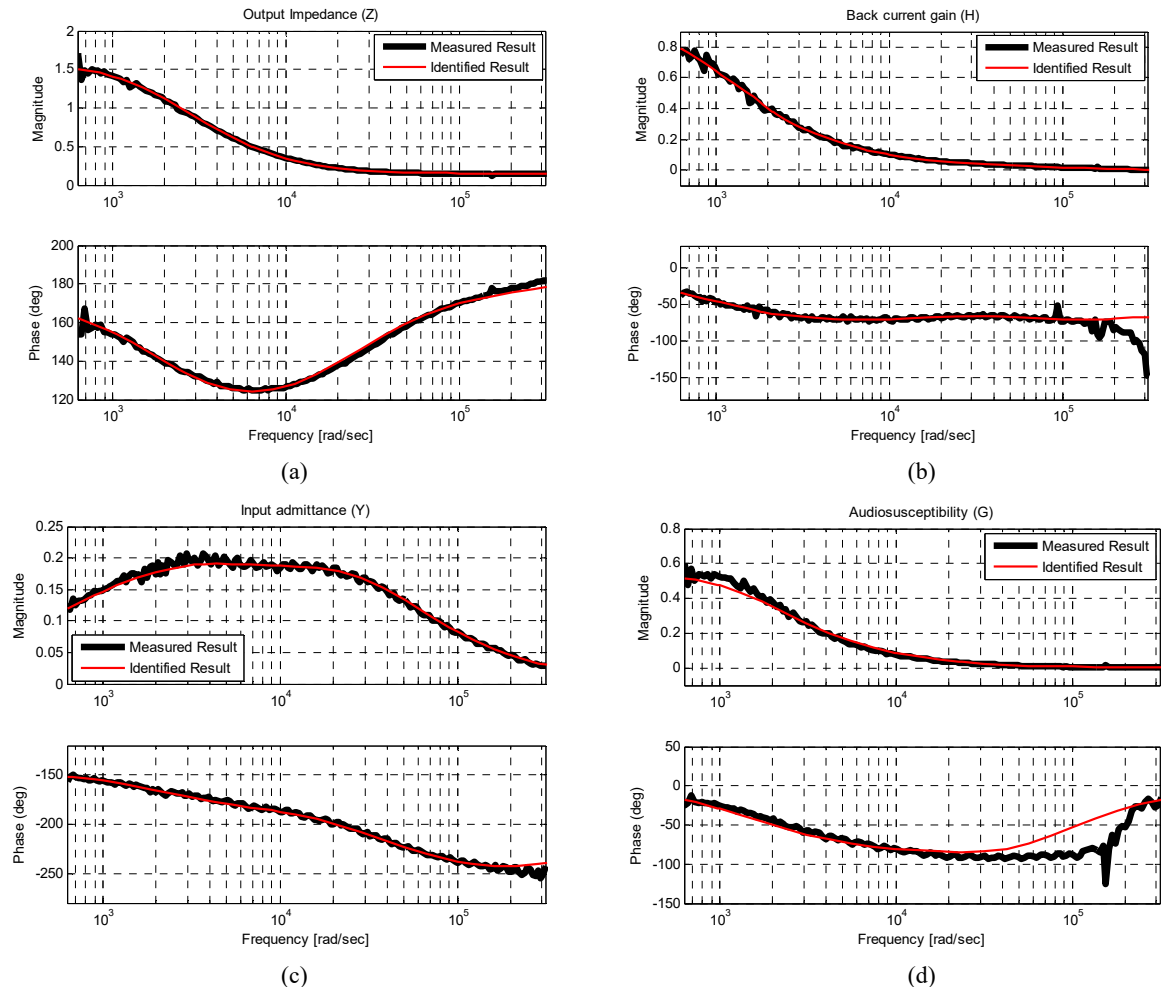 Output Impedance (Z)
2
1.5
1
0.5
0
Magnitude
Measured Result
Identified Result
10^3
10^4
10^5
200
180
160
140
120
Phase (deg)
10^3
10^4
10^5
Frequency [rad/sec]
(a)
Back current gain (H)
0.8
0.6
0.4
0.2
0
Magnitude
Measured Result
Identified Result
10^3
10^4
10^5
0
-50
-100
-150
Phase (deg)
10^3
10^4
10^5
Frequency [rad/sec]
(b)
Input admittance (Y)
0.25
0.2
0.15
0.1
0.05
0
Magnitude
Measured Result
Identified Result
10^3
10^4
10^5
-150
-200
-250
Phase (deg)
10^3
10^4
10^5
Frequency [rad/sec]
(c)
Audiosusceptibility (G)
0.8
0.6
0.4
0.2
0
Magnitude
Measured Result
Identified Result
10^3
10^4
10^5
50
0
-50
-100
-150
Phase (deg)
10^3
10^4
10^5
Frequency [rad/sec]
(d)